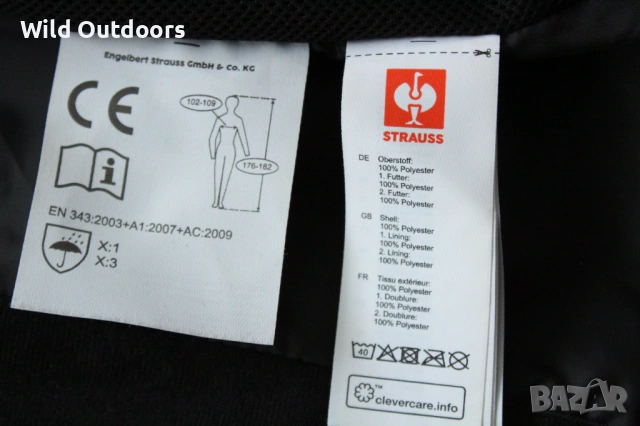 Wild Outdoors
Engelbert Strauss GmbH & Co. KG
CE
102-109
176-182
i
EN 343:2003+A1:2007+AC:2009
X:1
X:3
STRAUSS
DE Oberstoff:
100% Polyester
1. Futter:
100% Polyester
2. Futter:
100% Polyester
GB Shell:
100% Polyester
1. Lining:
100% Polyester
2. Lining:
100% Polyester
FR Tissu extérieur:
100% Polyester
1. Doublure:
100% Polyester
2. Doublure:
100% Polyester
40
™
clevercare.info
BAZAR
bg